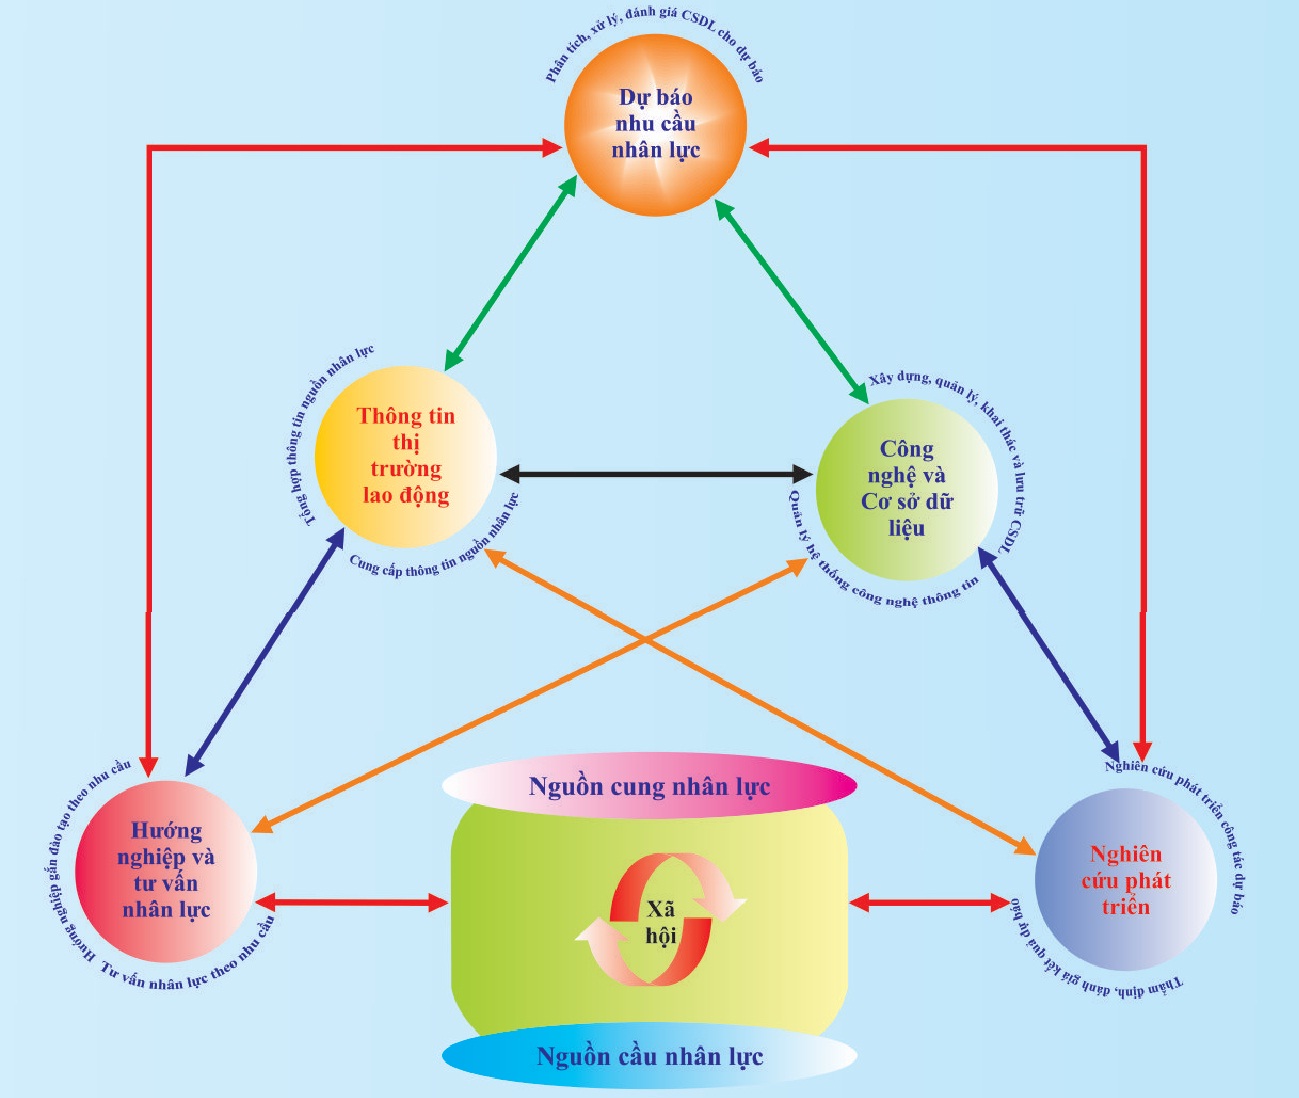 Phân tích, xử lý, đánh giá CSDL cho dự báo
Dự báo
nhu cầu
nhân lực
Tổng hợp thông tin nguồn nhân lực
Thông tin
thị
trường
lao động
Cung cấp thông tin nguồn nhân lực
Xây dựng, quản lý, khai thác và lưu trữ CSDL
Công
nghệ và
Cơ sở dữ
liệu
Quản lý hệ thống công nghệ thông tin
Hướng nghiệp gắn đào tạo theo nhu cầu
Hướng
nghiệp và
tư vấn
nhân lực
Tư vấn nhân lực theo nhu cầu
Nguồn cung nhân lực
Xã
hội
Nguồn cầu nhân lực
Nghiên cứu phát triển công tác dự báo
Nghiên
cứu phát
triển
Thẩm định, đánh giá kết quả dự báo